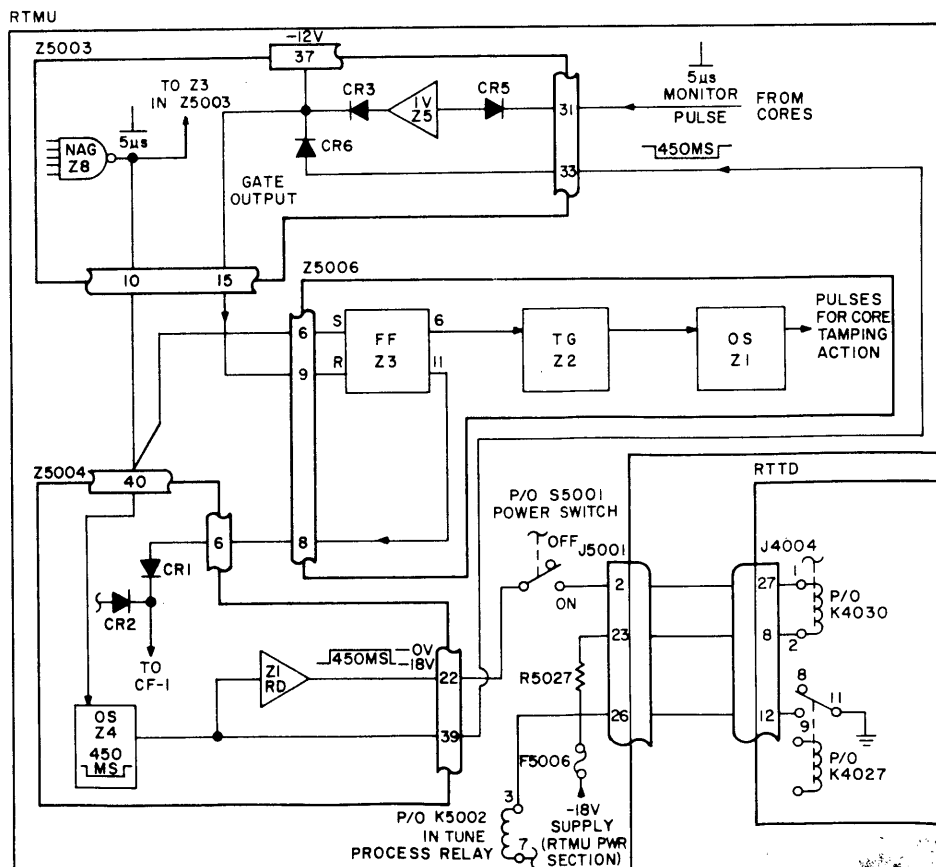 RTMU
Z5003
-12V
37
TO Z3
IN Z5003
5µs
NAG
Z8
CR3
IV
Z5
CR5
CR6
31
33
5µs
MONITOR
PULSE
FROM
CORES
450MS
GATE
OUTPUT
10
15
Z5006
6
S
9
R
FF
Z3
6
11
TG
Z2
OS
Z1
PULSES
FOR CORE
TAMPING
ACTION
Z5004
40
6
8
CR1
CR2
TO
CF-1
OS
Z4
450
MS
Z1
RD
450MS
0V
-18V
22
39
P/O S5001
POWER SWITCH
OFF
ON
J5001
2
23
26
R5027
F5006
-18V
SUPPLY
(RTMU PWR
SECTION)
P/O K5002
IN TUNE
PROCESS RELAY
3
7
RTTD
J4004
27
8
12
1
2
P/O
K4030
8
9
11
P/O
K4027